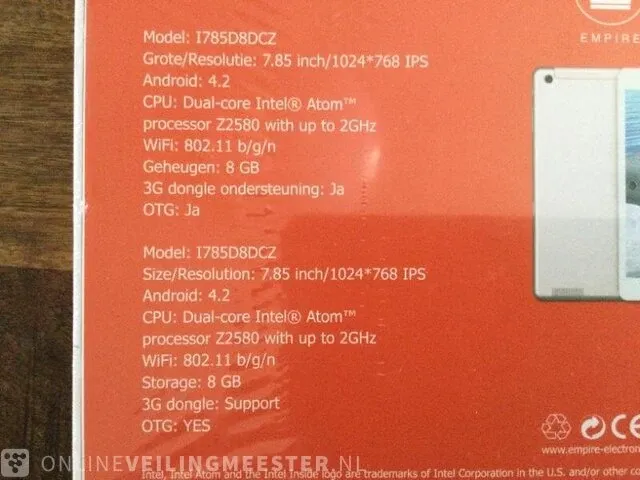 EMPIRE
Model: I785D8DCZ
Grote/Resolutie: 7.85 inch/1024*768 IPS
Android: 4.2
CPU: Dual-core Intel® Atom™
processor Z2580 with up to 2GHz
WiFi: 802.11 b/g/n
Geheugen: 8 GB
3G dongle ondersteuning: Ja
OTG: Ja
Model: I785D8DCZ
Size/Resolution: 7.85 inch/1024*768 IPS
Android: 4.2
CPU: Dual-core Intel® Atom™
processor Z2580 with up to 2GHz
WiFi: 802.11 b/g/n
Storage: 8 GB
3G dongle: Support
OTG: YES
CE
www.empire-electron
ONLINEVEILINGMEESTER.NL
Intel, Intel Atom and the Intel Inside logo are trademarks of Intel Corporation in the U.S. and/or other co